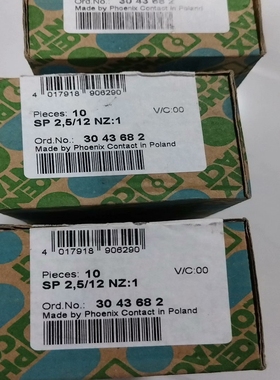 Ord.No.: 30 43 68 2
Made by Phoenix Contact in Poland
4 017918 906290
Pieces: 10 V/C:00
SP 2,5/12 NZ:1
Ord.No.: 30 43 68 2
Made by Phoenix Contact in Poland
4 017918 906290
Pieces: 10 V/C:00
SP 2,5/12 NZ:1
Ord.No.: 30 43 68 2
Made by Phoenix Contact in Poland